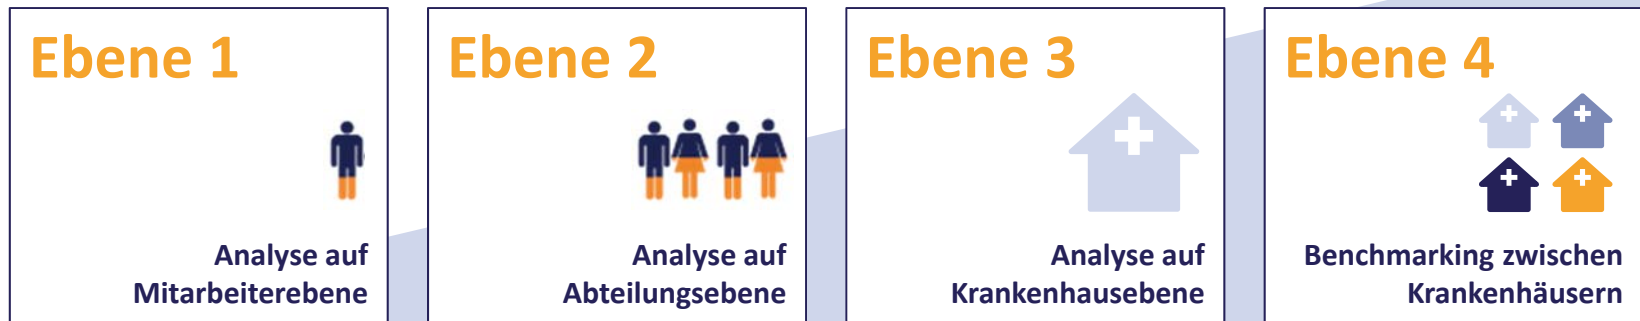 Ebene 1
Analyse auf
Mitarbeiterebene
Ebene 2
Analyse auf
Abteilungsebene
Ebene 3
Analyse auf
Krankenhausebene
Ebene 4
Benchmarking zwischen
Krankenhäusern